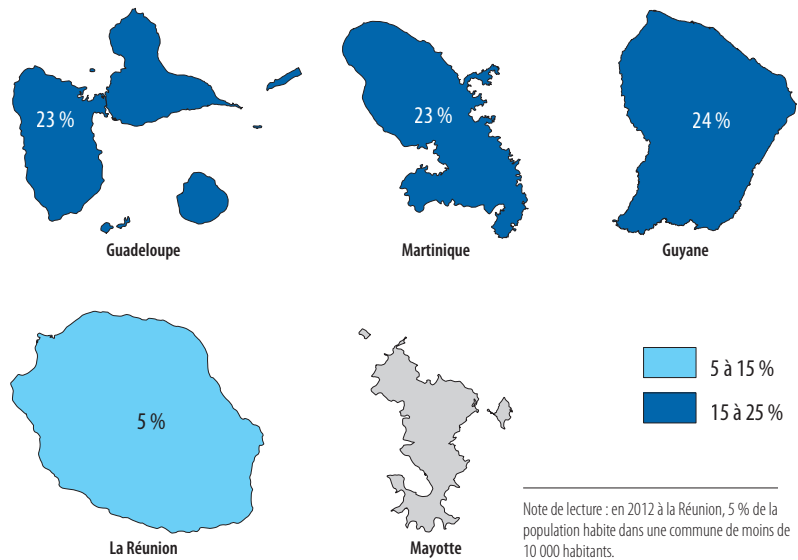 23 %
23 %
24 %
Guadeloupe
Martinique
Guyane
5 %
5 à 15 %
15 à 25 %
La Réunion
Mayotte
Note de lecture : en 2012 à la Réunion, 5 % de la
population habite dans une commune de moins de
10 000 habitants.